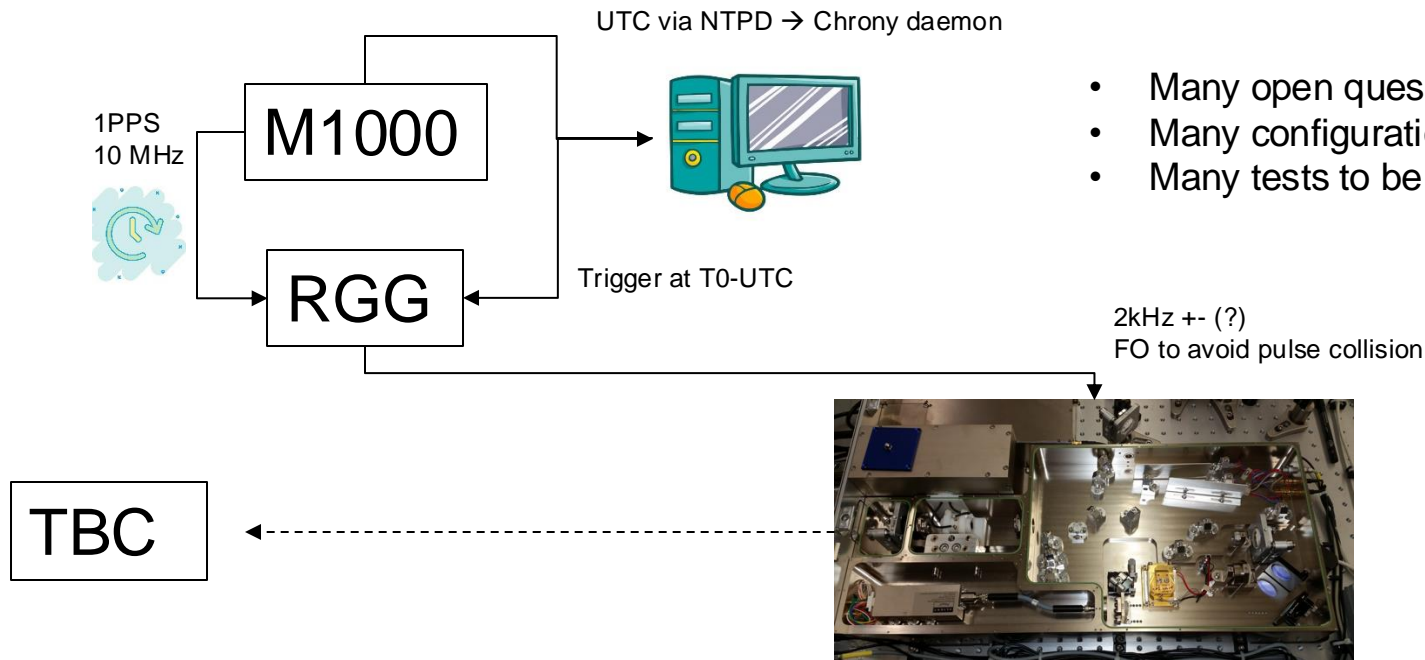 UTC via NTPD → Chrony daemon
1PPS
10 MHz
M1000
• Many open ques
• Many configurati
• Many tests to be
RGG
Trigger at T0-UTC
2kHz +- (?)
FO to avoid pulse collision
TBC